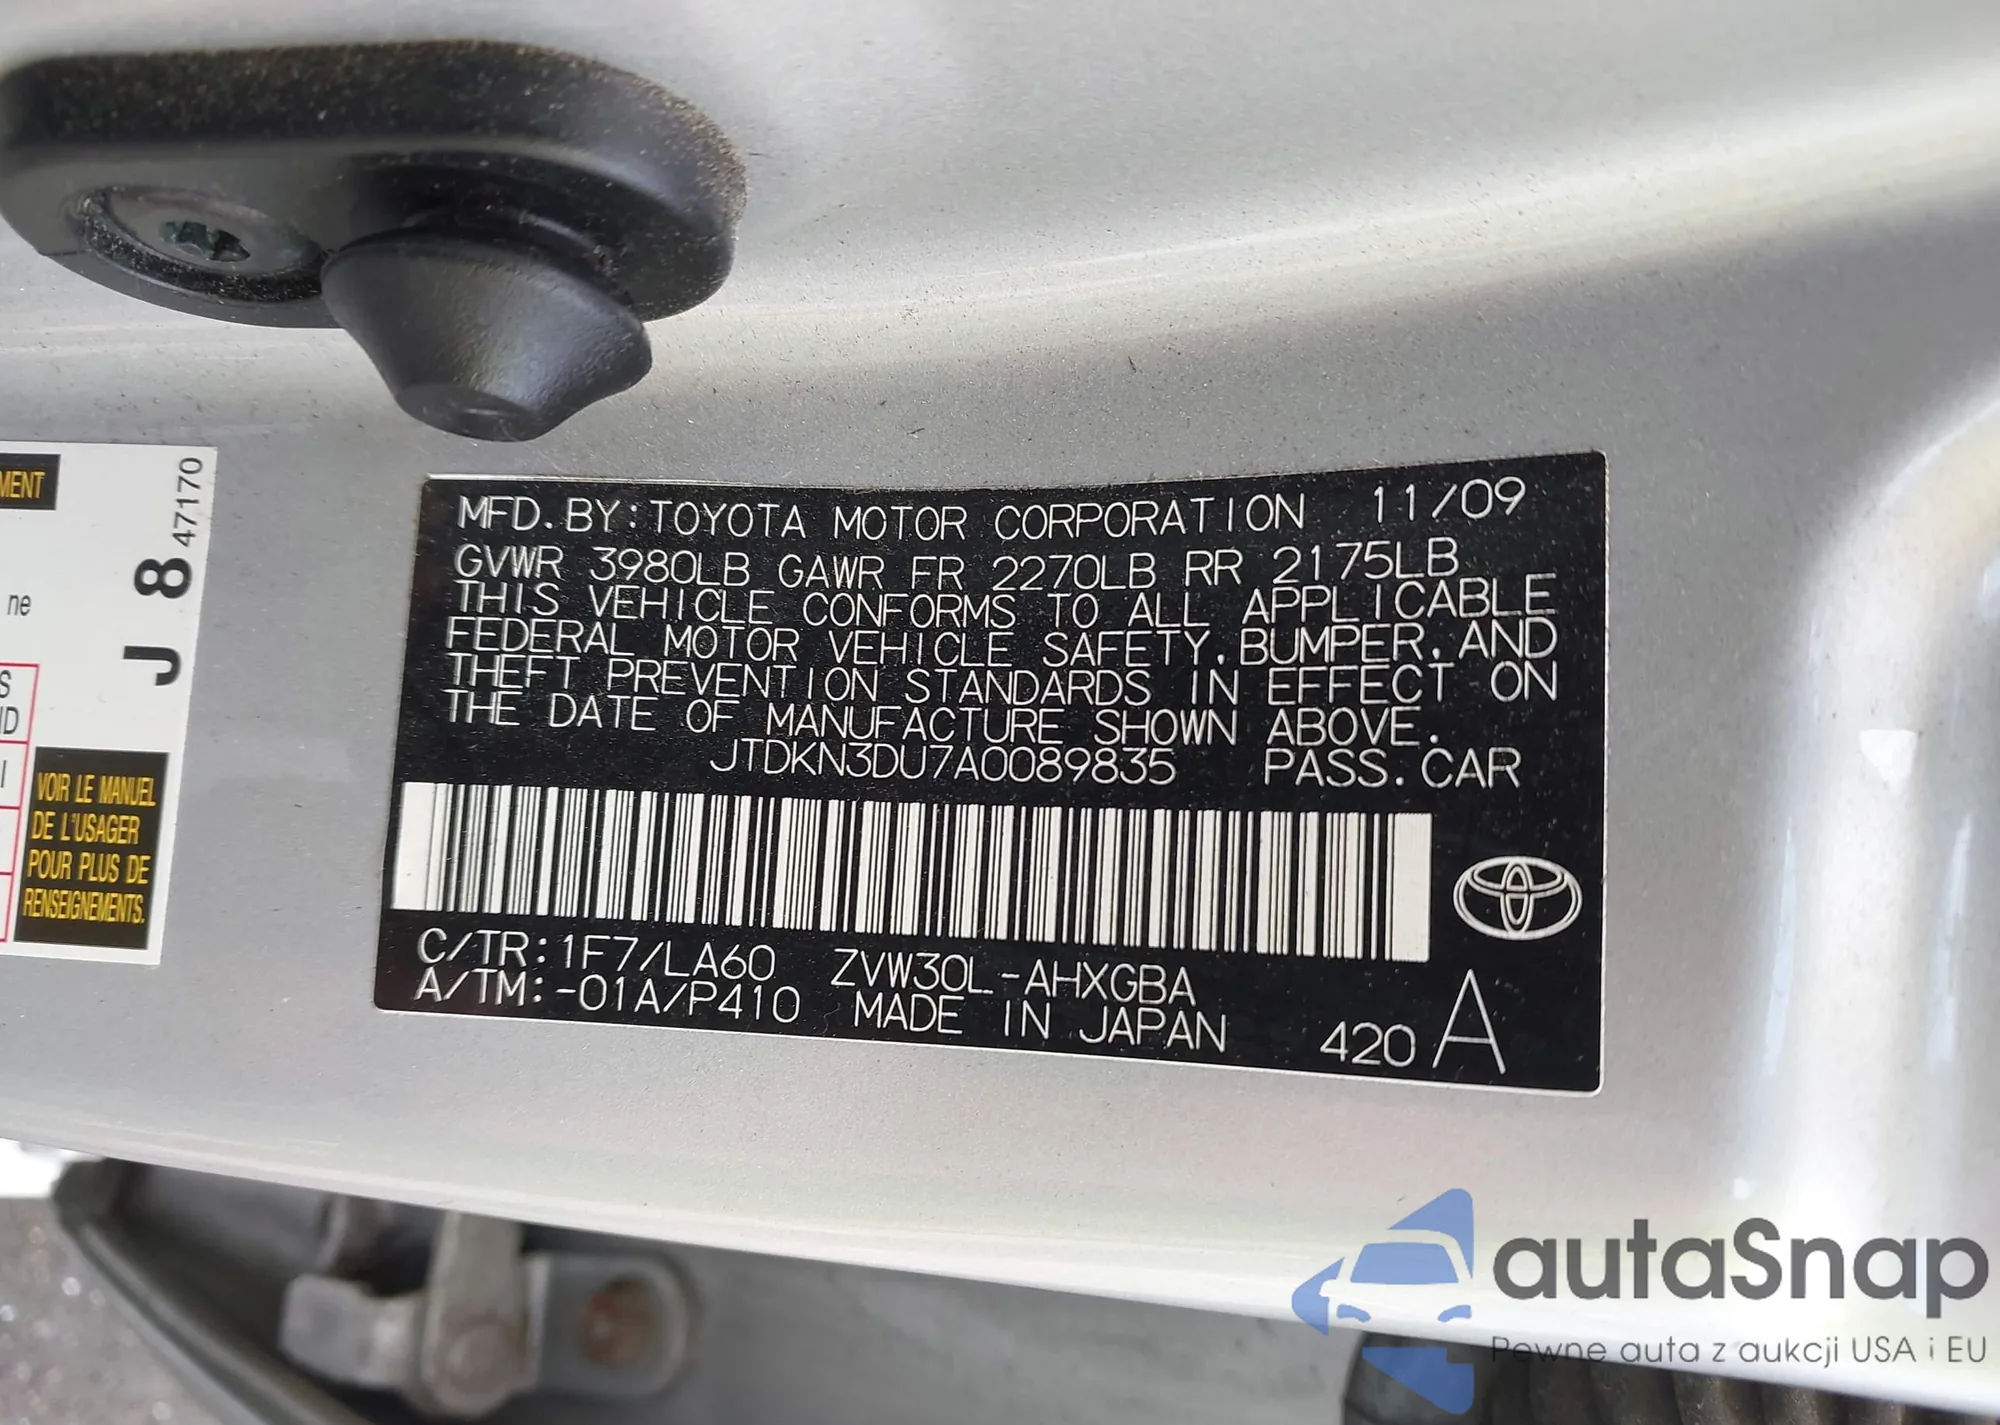 MENT
47170
J 8
ne
S
ND
VOIR LE MANUEL
DE L'USAGER
POUR PLUS DE
RENSEIGNEMENTS.
MFD. BY: TOYOTA MOTOR CORPORATION 11/09
GVWR 3980LB GAWR FR 2270LB RR 2175LB
THIS VEHICLE CONFORMS TO ALL APPLICABLE
FEDERAL MOTOR VEHICLE SAFETY, BUMPER, AND
THEFT PREVENTION STANDARDS IN EFFECT ON
THE DATE OF MANUFACTURE SHOWN ABOVE.
JTDKN3DU7A0089835 PASS. CAR
C/TR: 1F7/LA60 ZVW30L-AHXGBA
A/TM: -01A/P410 MADE IN JAPAN 420 A
autaSnap
Pewne auta z aukcji USA i EU